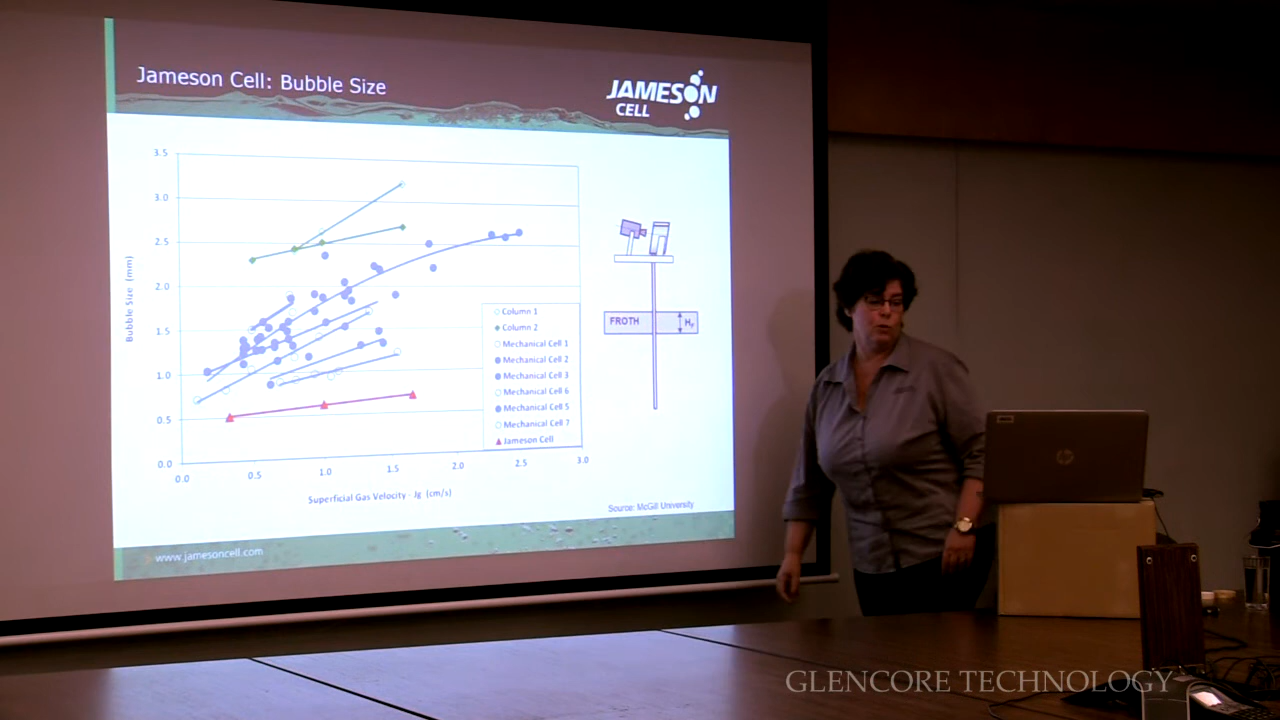 Jameson Cell: Bubble Size
JAMESON
CELL
3.5
3.0
2.5
2.0
1.5
1.0
0.5
0.0
Bubble Size (mm)
0.0
0.5
1.0
1.5
2.0
2.5
3.0
Superficial Gas Velocity - Jg (cm/s)
Column 1
Column 2
Mechanical Cell 1
Mechanical Cell 2
Mechanical Cell 3
Mechanical Cell 6
Mechanical Cell 5
Mechanical Cell 7
Jameson Cell
FROTH
Source: McGill University
www.jamesoncell.com
hp
GLENCORE TECHNOLOGY